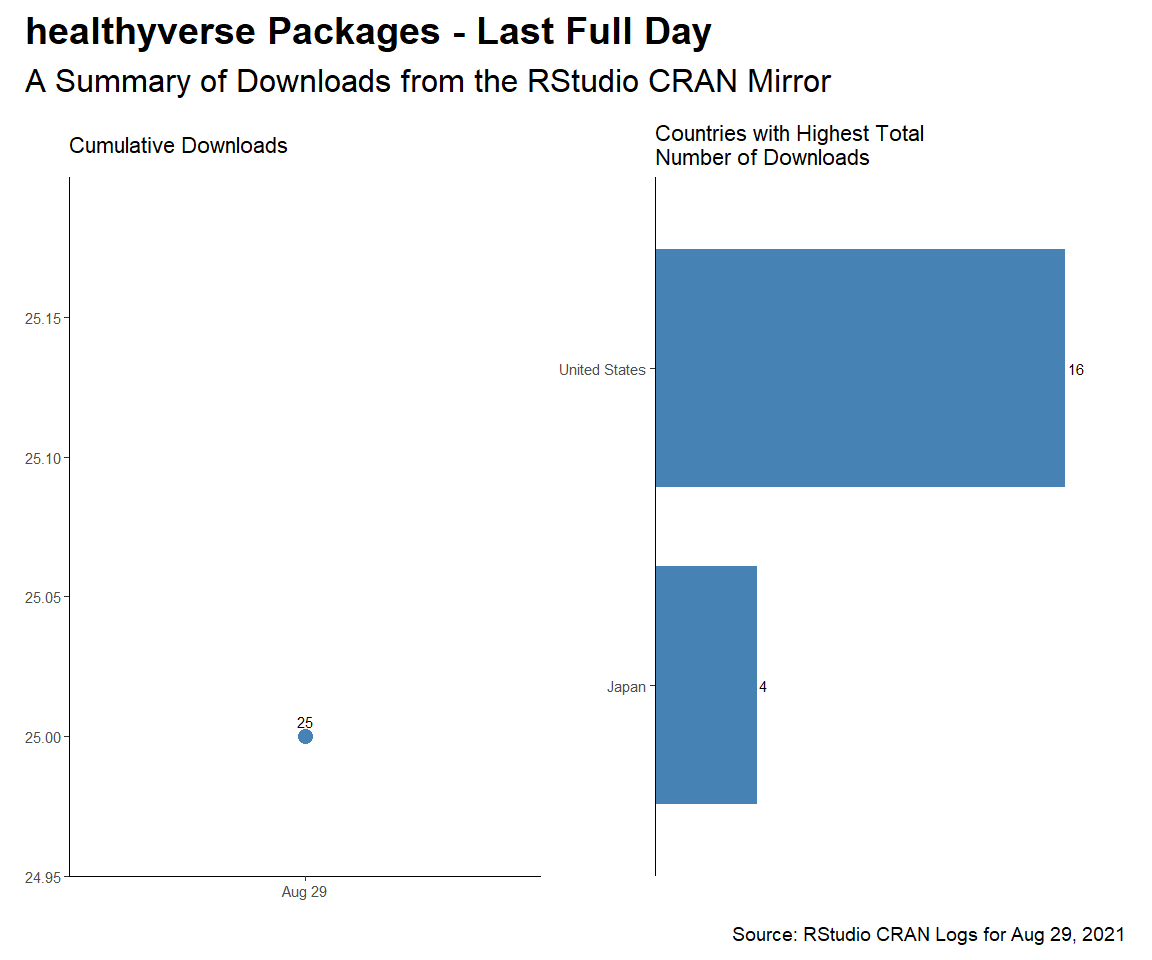 healthyverse Packages - Last Full Day
A Summary of Downloads from the RStudio CRAN Mirror
Cumulative Downloads
25.15
25.10
25.05
25.00
24.95
25
Aug 29
Countries with Highest Total
Number of Downloads
United States
16
Japan
4
Source: RStudio CRAN Logs for Aug 29, 2021